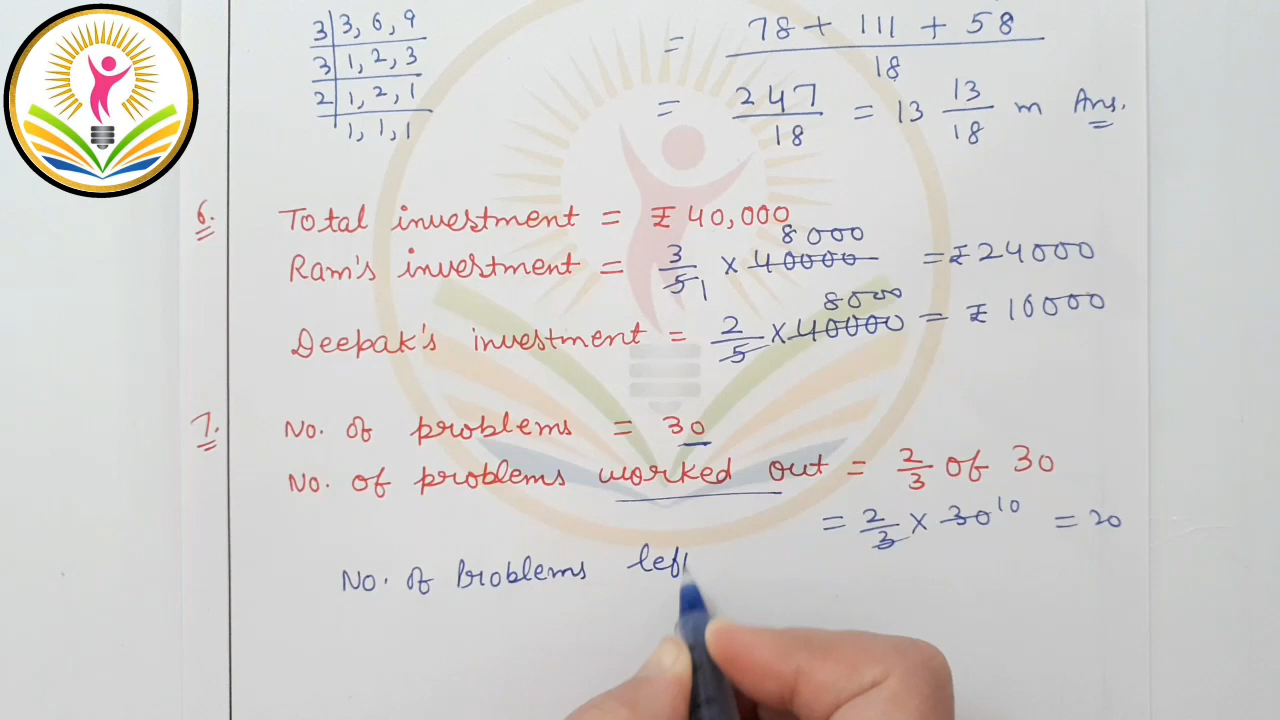 3 | 3, 6, 9
3 | 1, 2, 3
2 | 1, 2, 1
1, 1, 1
= 78 + 111 + 58 / 18
= 247/18 = 13 13/18 m Ans.
6. Total investment = ₹ 40,000
Ram's investment = 3/5 1 × 40000 8000 = ₹ 24000
Deepak's investment = 2/5 × 40000 8000 = ₹ 16000
7. No. of problems = 30
No. of problems worked out = 2/3 of 30
= 2/3 × 30 10 = 20
No. of Problems lef